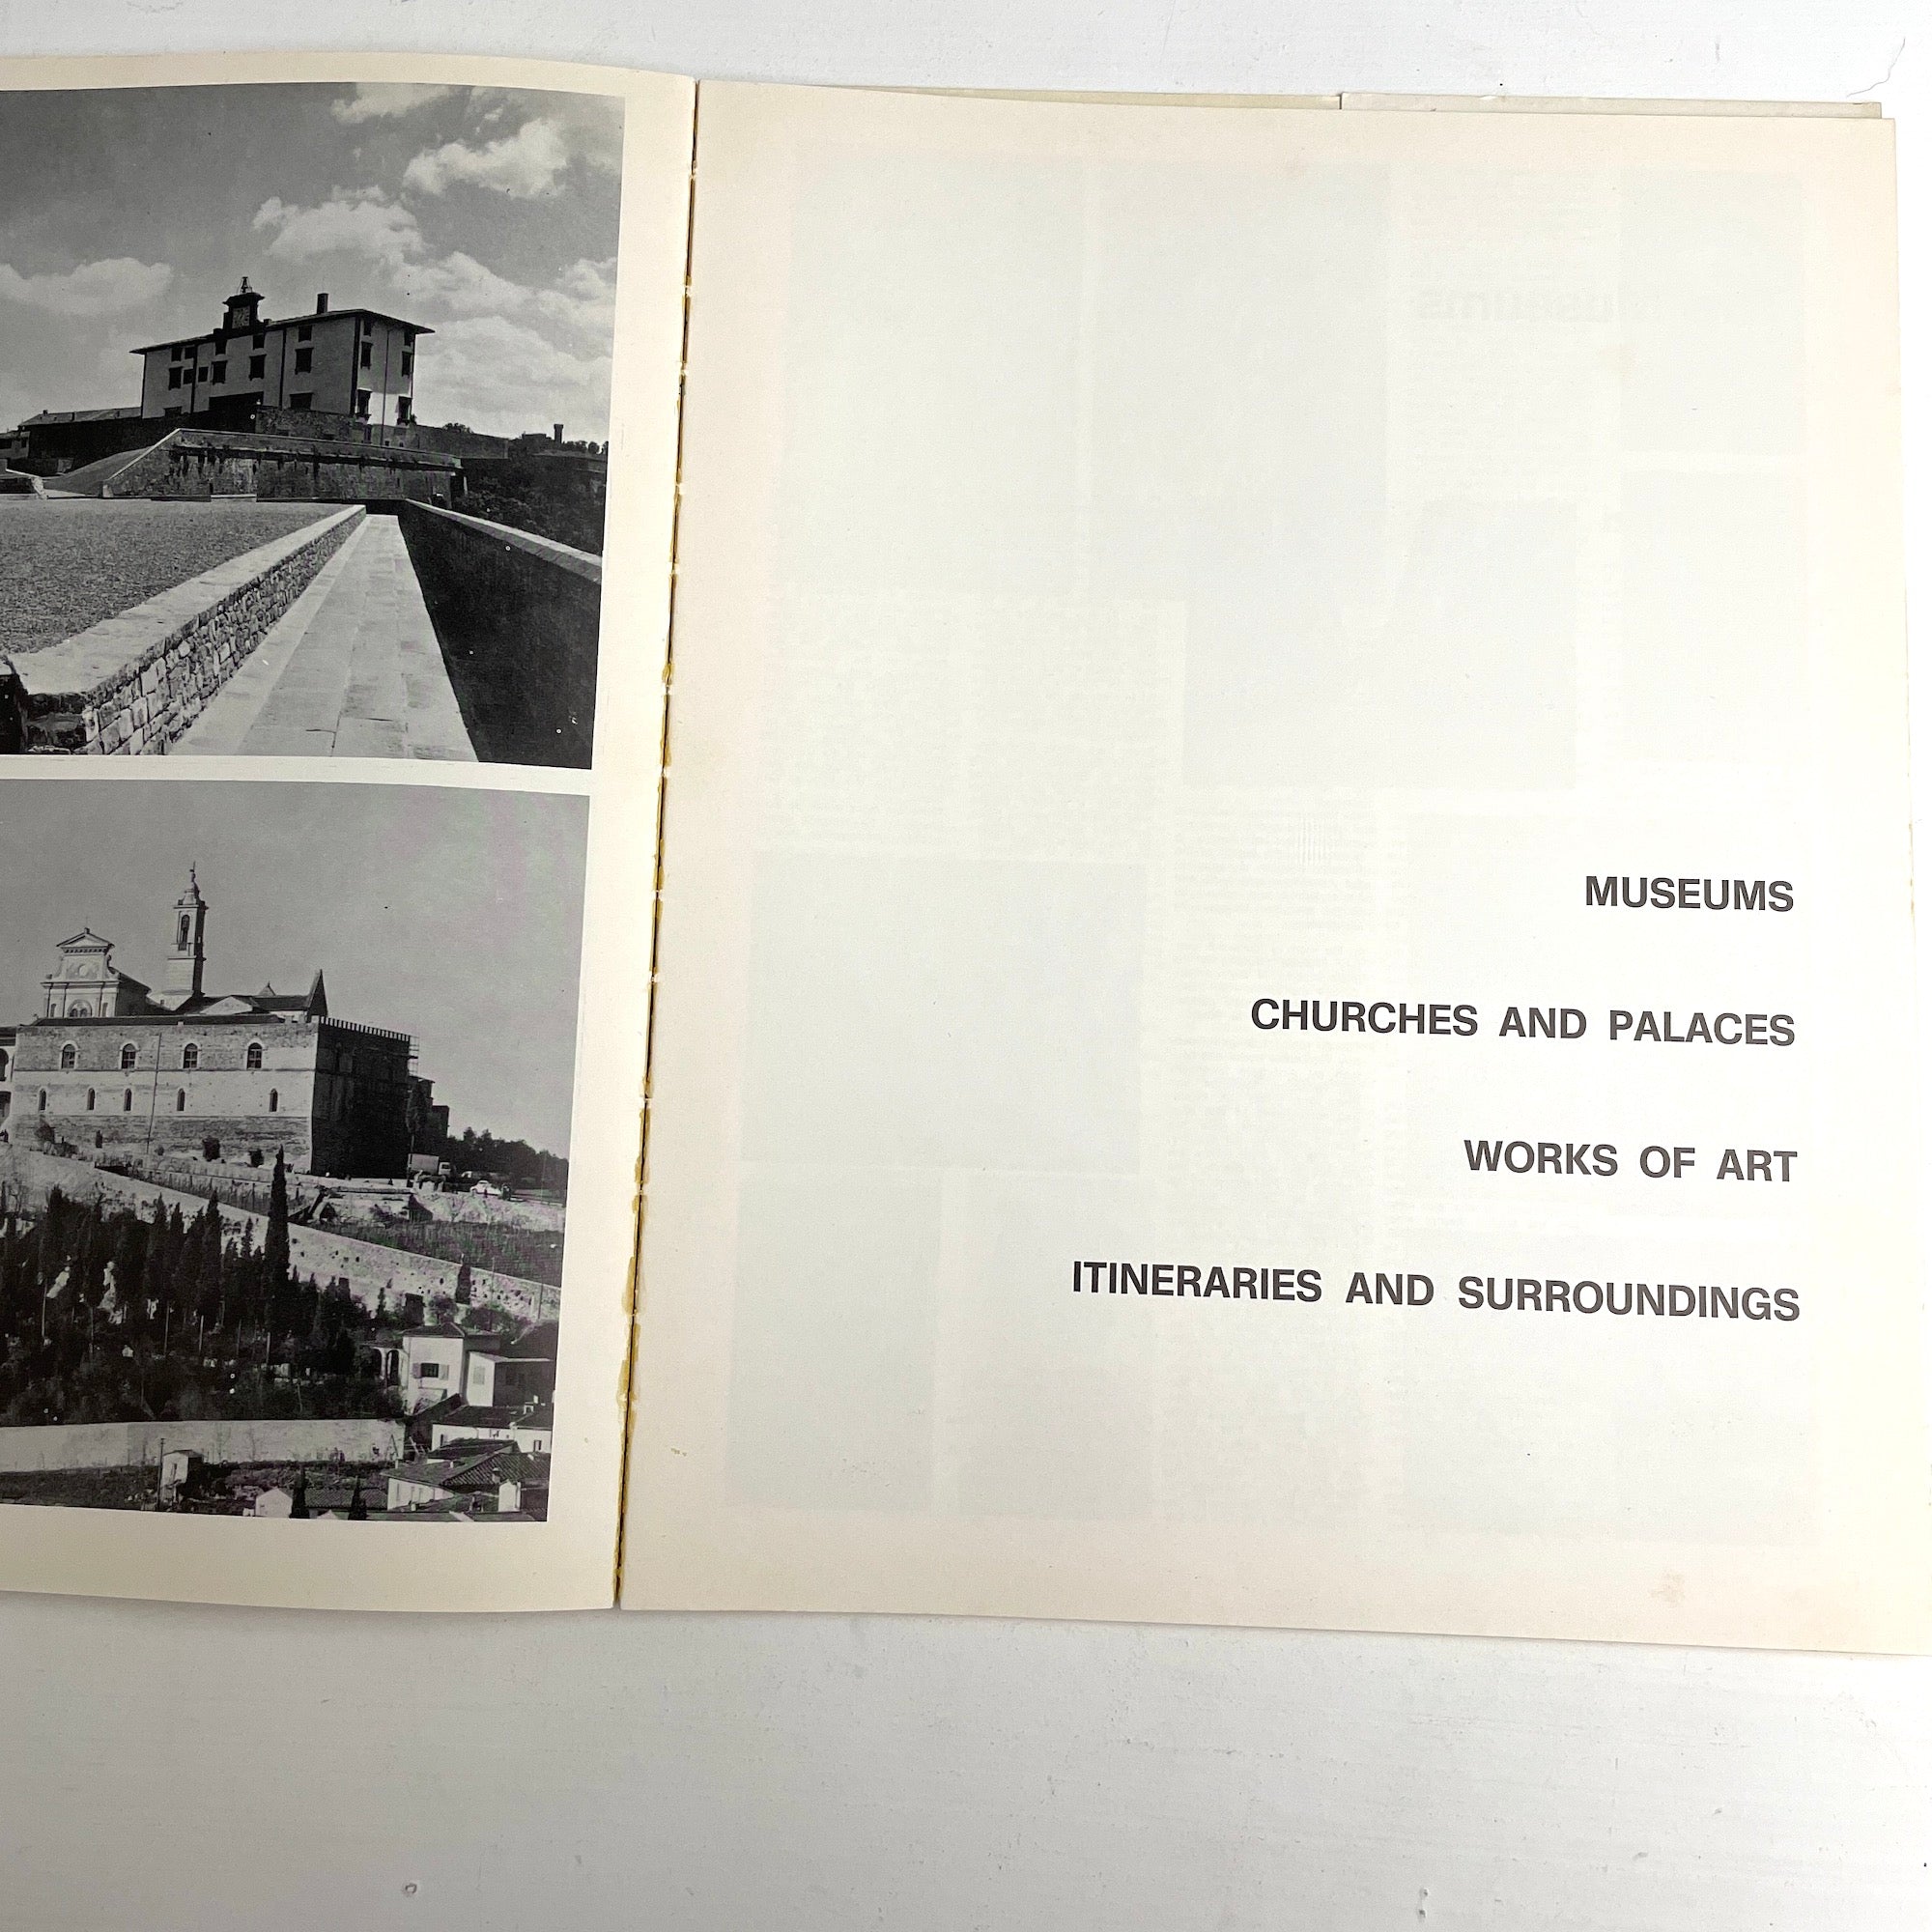 MUSEUMS
CHURCHES AND PALACES
WORKS OF ART
ITINERARIES AND SURROUNDINGS